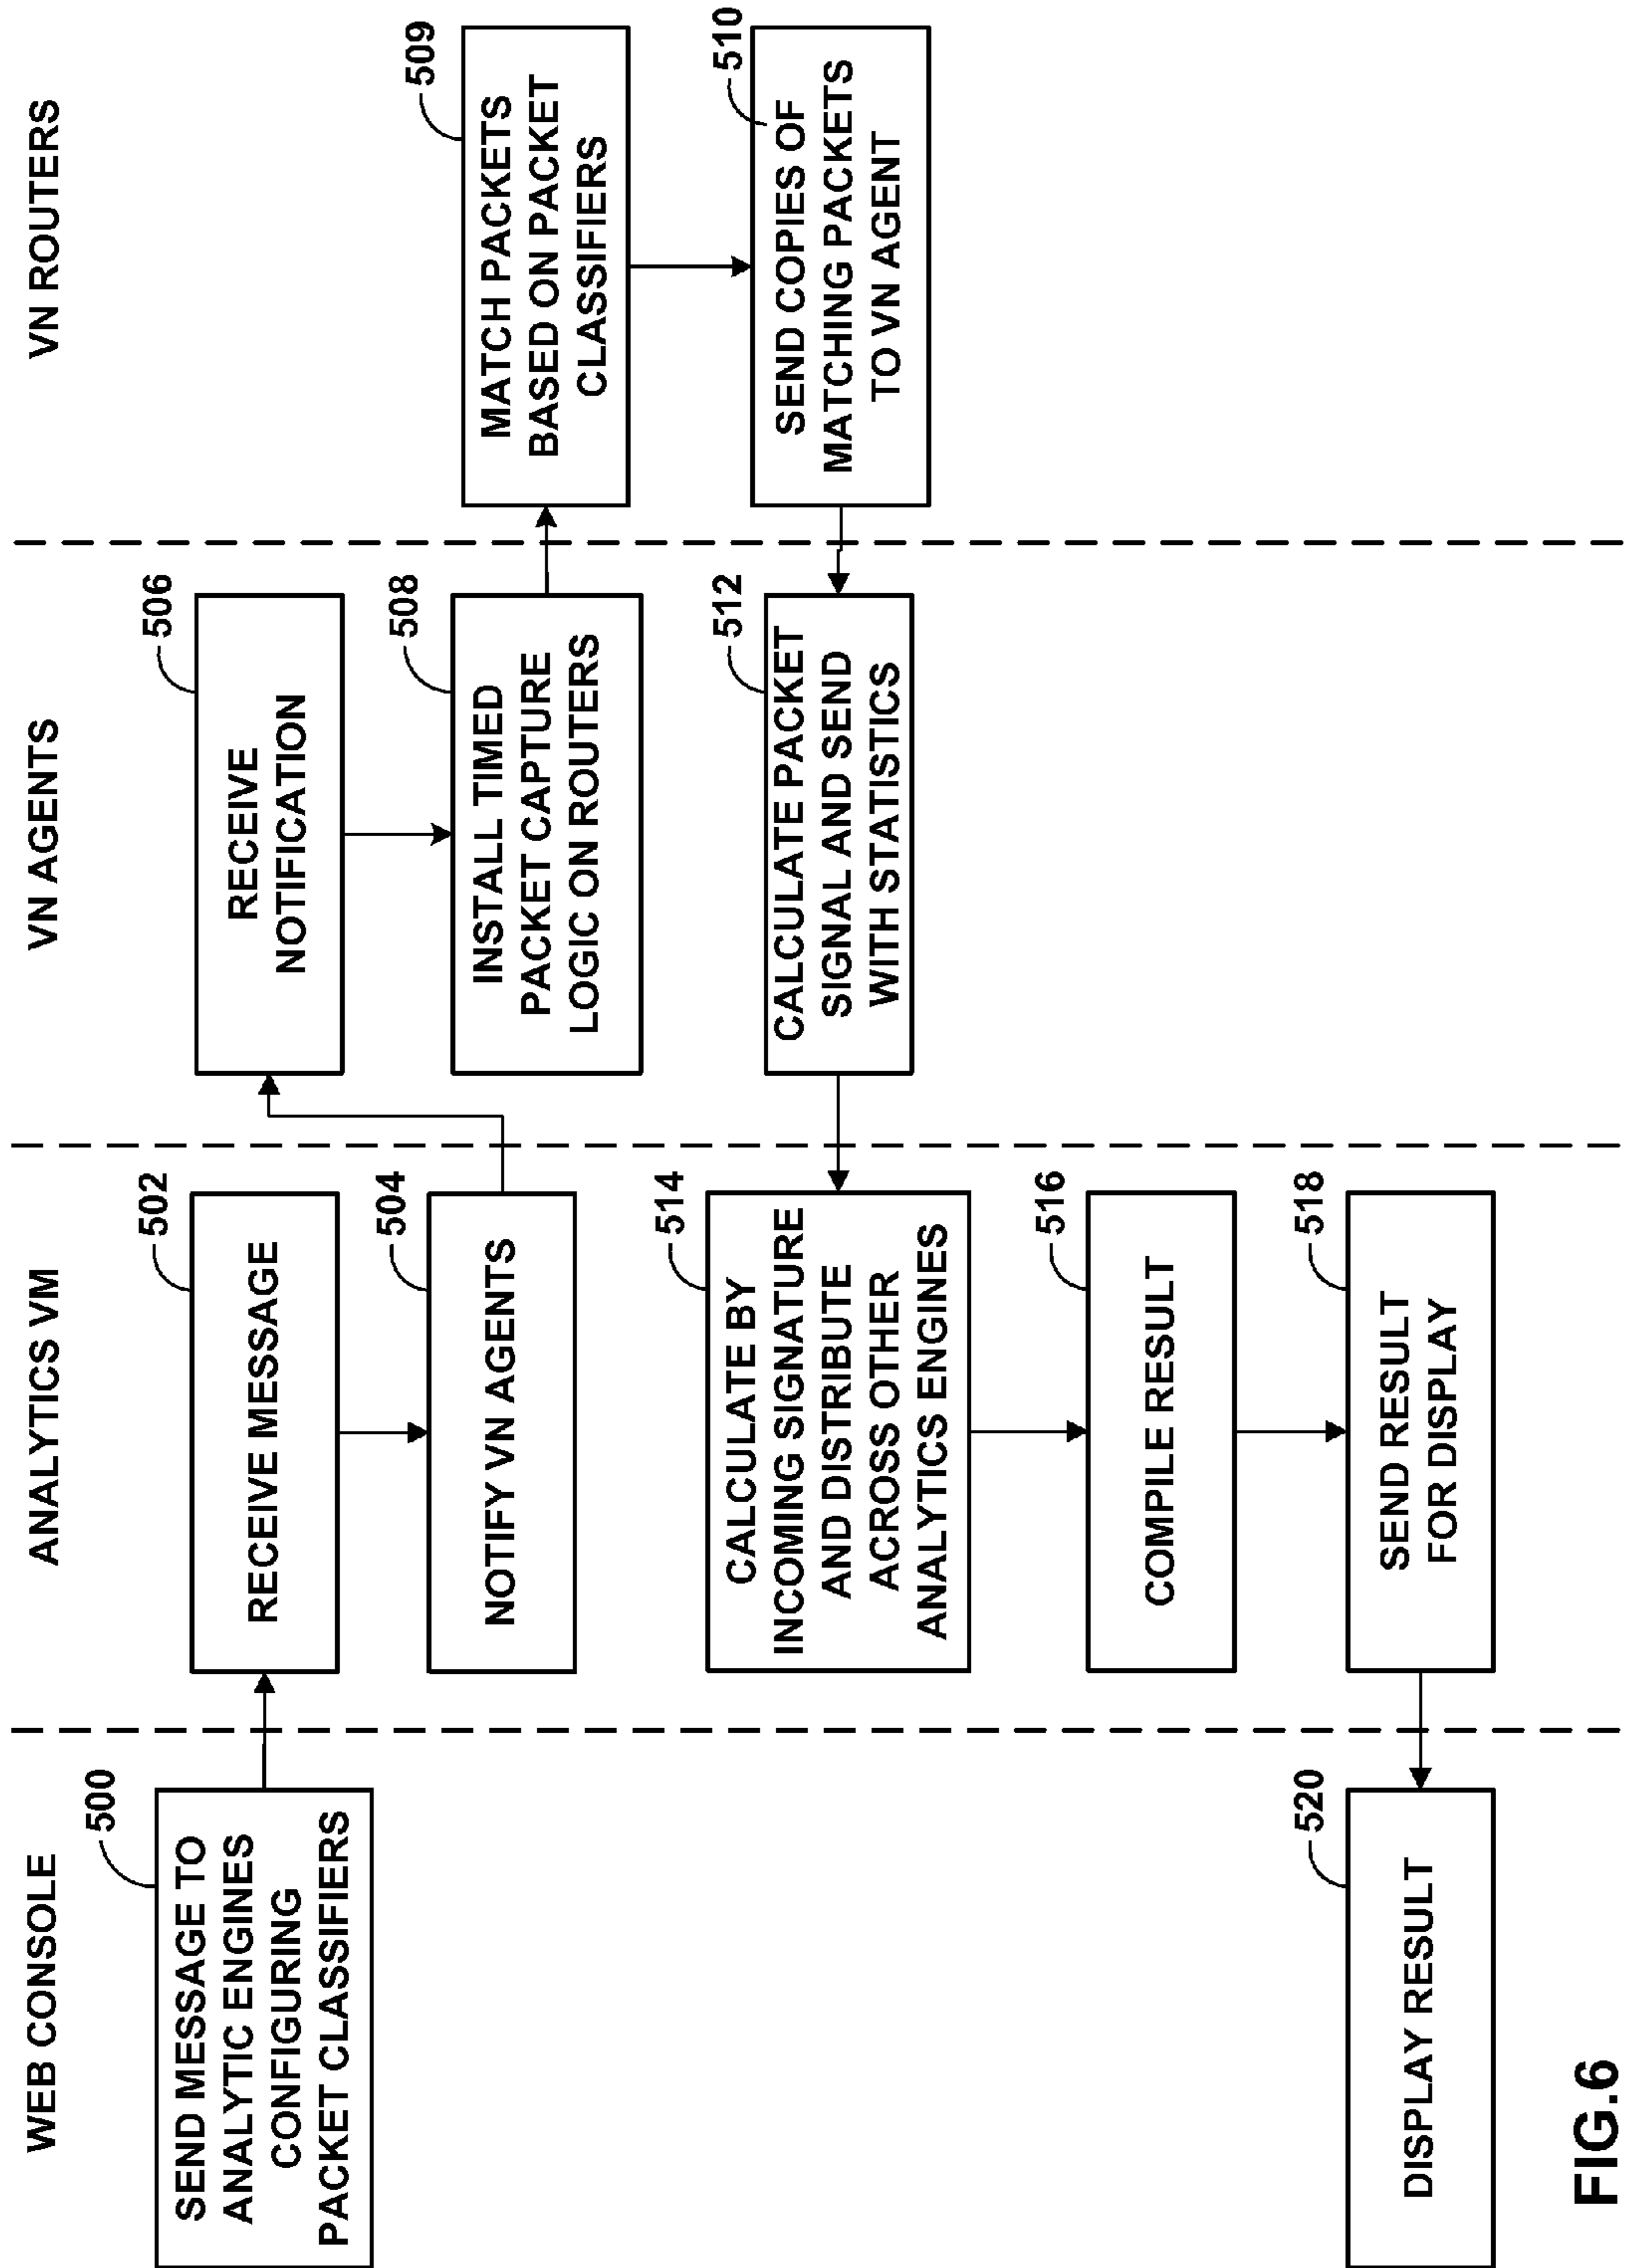 WEB CONSOLE
ANALYTICS VM
VN AGENTS
VN ROUTERS
500
SEND MESSAGE TO
ANALYTIC ENGINES
CONFIGURING
PACKET CLASSIFIERS
502
RECEIVE MESSAGE
504
NOTIFY VN AGENTS
506
RECEIVE
NOTIFICATION
508
INSTALL TIMED
PACKET CAPTURE
LOGIC ON ROUTERS
509
MATCH PACKETS
BASED ON PACKET
CLASSIFIERS
510
SEND COPIES OF
MATCHING PACKETS
TO VN AGENT
512
CALCULATE PACKET
SIGNAL AND SEND
WITH STATISTICS
514
CALCULATE BY
INCOMING SIGNATURE
AND DISTRIBUTE
ACROSS OTHER
ANALYTICS ENGINES
516
COMPILE RESULT
518
SEND RESULT
FOR DISPLAY
520
DISPLAY RESULT
FIG.6